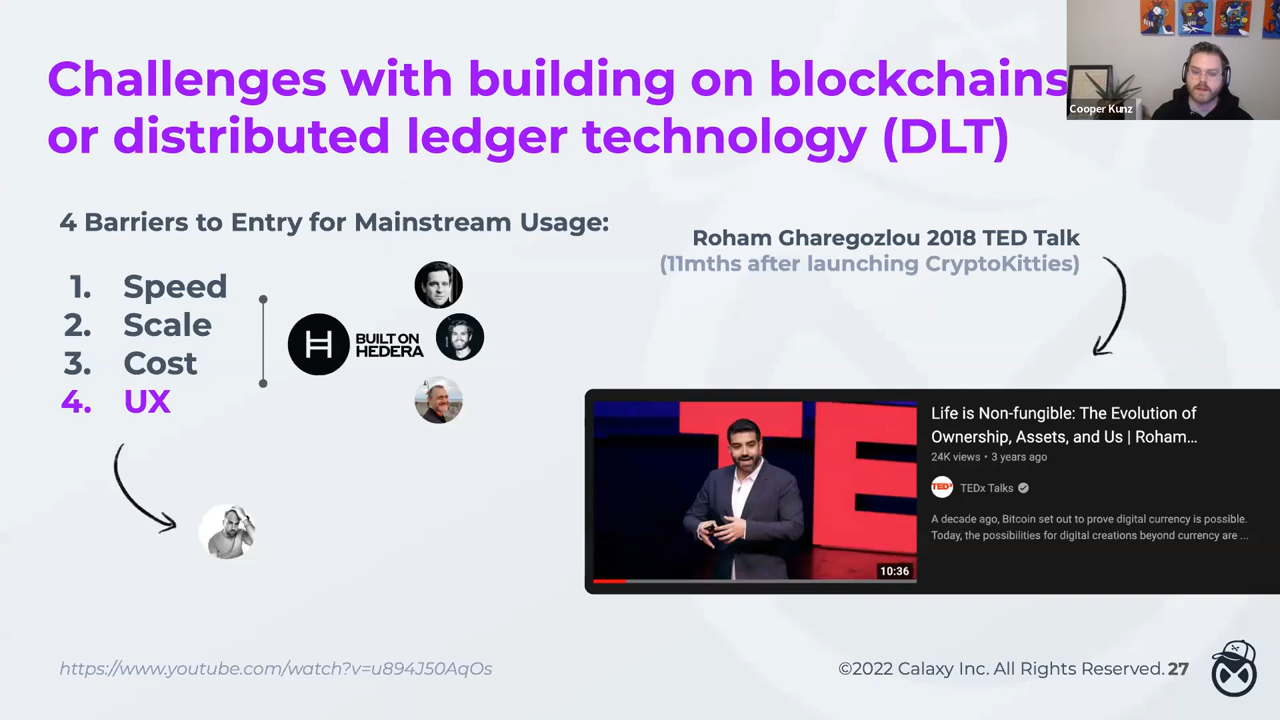 Challenges with building on blockchains
or distributed ledger technology (DLT)
Cooper Kunz
4 Barriers to Entry for Mainstream Usage:
1. Speed
2. Scale
3. Cost
4. UX
BUILT ON
HEDERA
Roham Gharegozlou 2018 TED Talk
(11mths after launching CryptoKitties)
TE
10:36
Life is Non-fungible: The Evolution of
Ownership, Assets, and Us | Roham...
24K views • 3 years ago
TEDx
TEDx Talks
A decade ago, Bitcoin set out to prove digital currency is possible.
Today, the possibilities for digital creations beyond currency are ...
https://www.youtube.com/watch?v=u894J50AqOs
©2022 Calaxy Inc. All Rights Reserved. 27